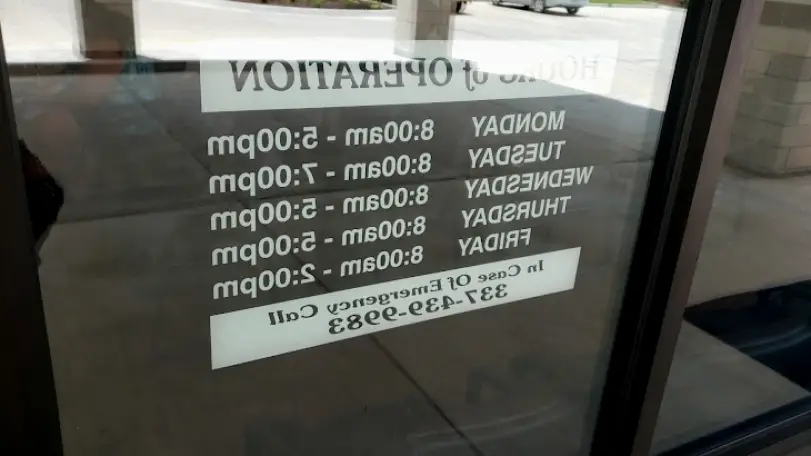 HOURS of OPERATION
MONDAY 8:00am - 5:00pm
TUESDAY 8:00am - 7:00pm
WEDNESDAY 8:00am - 5:00pm
THURSDAY 8:00am - 5:00pm
FRIDAY 8:00am - 2:00pm
In Case Of Emergency Call
337-439-9983